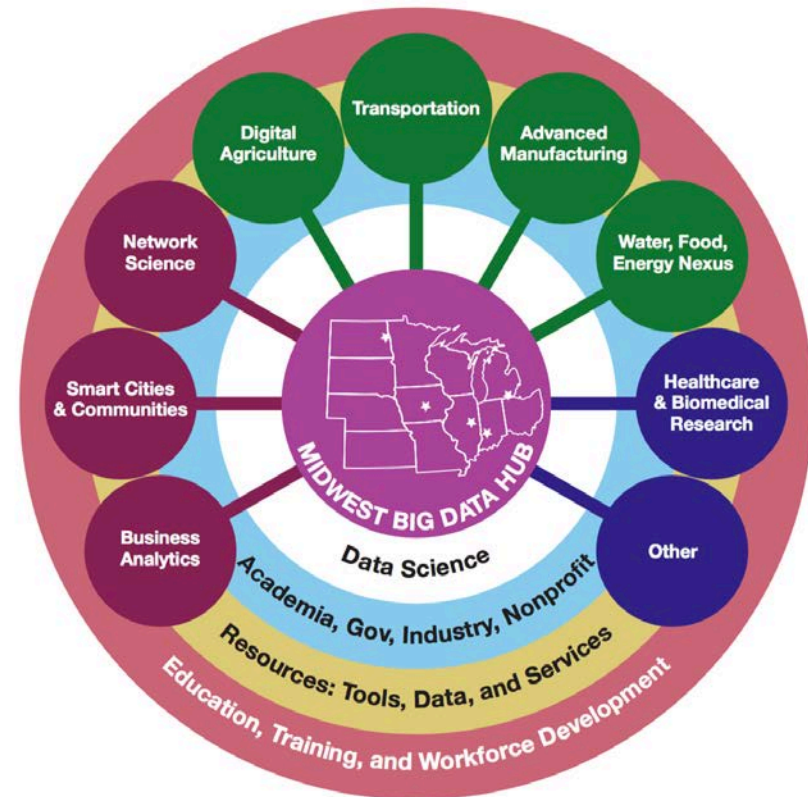 Transportation
Digital
Agriculture
Advanced
Manufacturing
Network
Science
Water, Food,
Energy Nexus
Smart Cities
& Communities
Healthcare
& Biomedical
Research
Business
Analytics
Other
MIDWEST BIG DATA HUB
Data Science
Academia, Gov, Industry, Nonprofit
Resources: Tools, Data, and Services
Education, Training, and Workforce Development